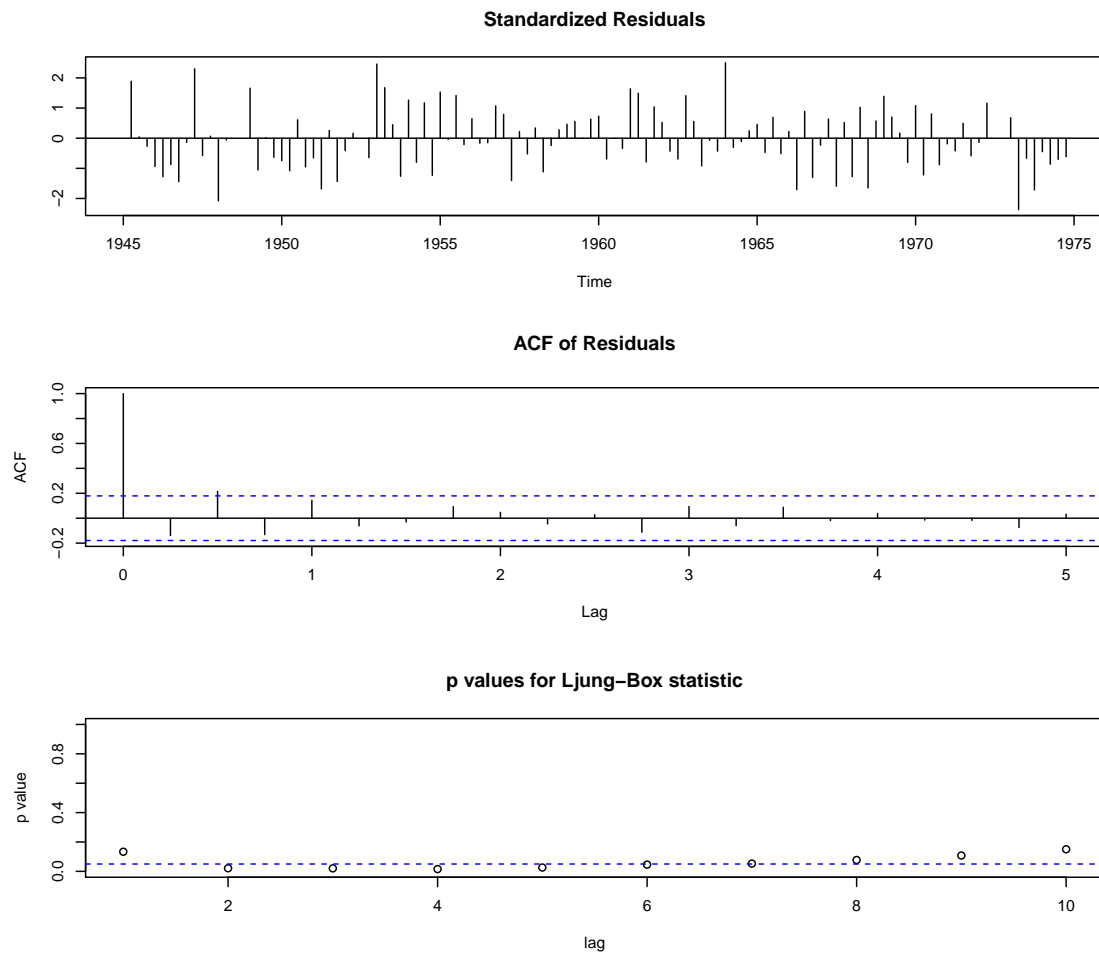 Standardized Residuals
2
1
0
−2
1945 1950 1955 1960 1965 1970 1975
Time
ACF of Residuals
ACF
1.0
0.6
0.2
−0.2
0 1 2 3 4 5
Lag
p values for Ljung−Box statistic
p value
0.8
0.4
0.0
2 4 6 8 10
lag